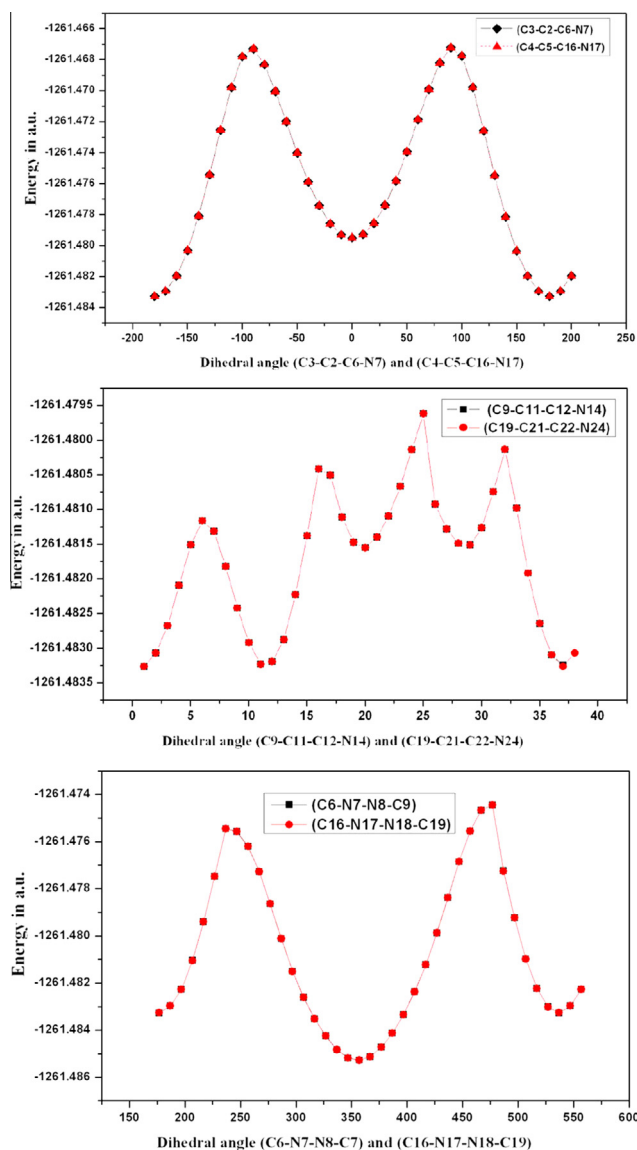 -1261.466
-1261.468
-1261.470
-1261.472
-1261.474
-1261.476
-1261.478
-1261.480
-1261.482
-1261.484
Energy in a.u.
(C3-C2-C6-N7)
(C4-C5-C16-N17)
-200 -150 -100 -50 0 50 100 150 200 250
Dihedral angle (C3-C2-C6-N7) and (C4-C5-C16-N17)
-1261.4795
-1261.4800
-1261.4805
-1261.4810
-1261.4815
-1261.4820
-1261.4825
-1261.4830
-1261.4835
Energy in a.u.
(C9-C11-C12-N14)
(C19-C21-C22-N24)
0 5 10 15 20 25 30 35 40
Dihedral angle (C9-C11-C12-N14) and (C19-C21-C22-N24)
-1261.474
-1261.476
-1261.478
-1261.480
-1261.482
-1261.484
-1261.486
Energy in a.u.
(C6-N7-N8-C9)
(C16-N17-N18-C19)
150 200 250 300 350 400 450 500 550 600
Dihedral angle (C6-N7-N8-C7) and (C16-N17-N18-C19)